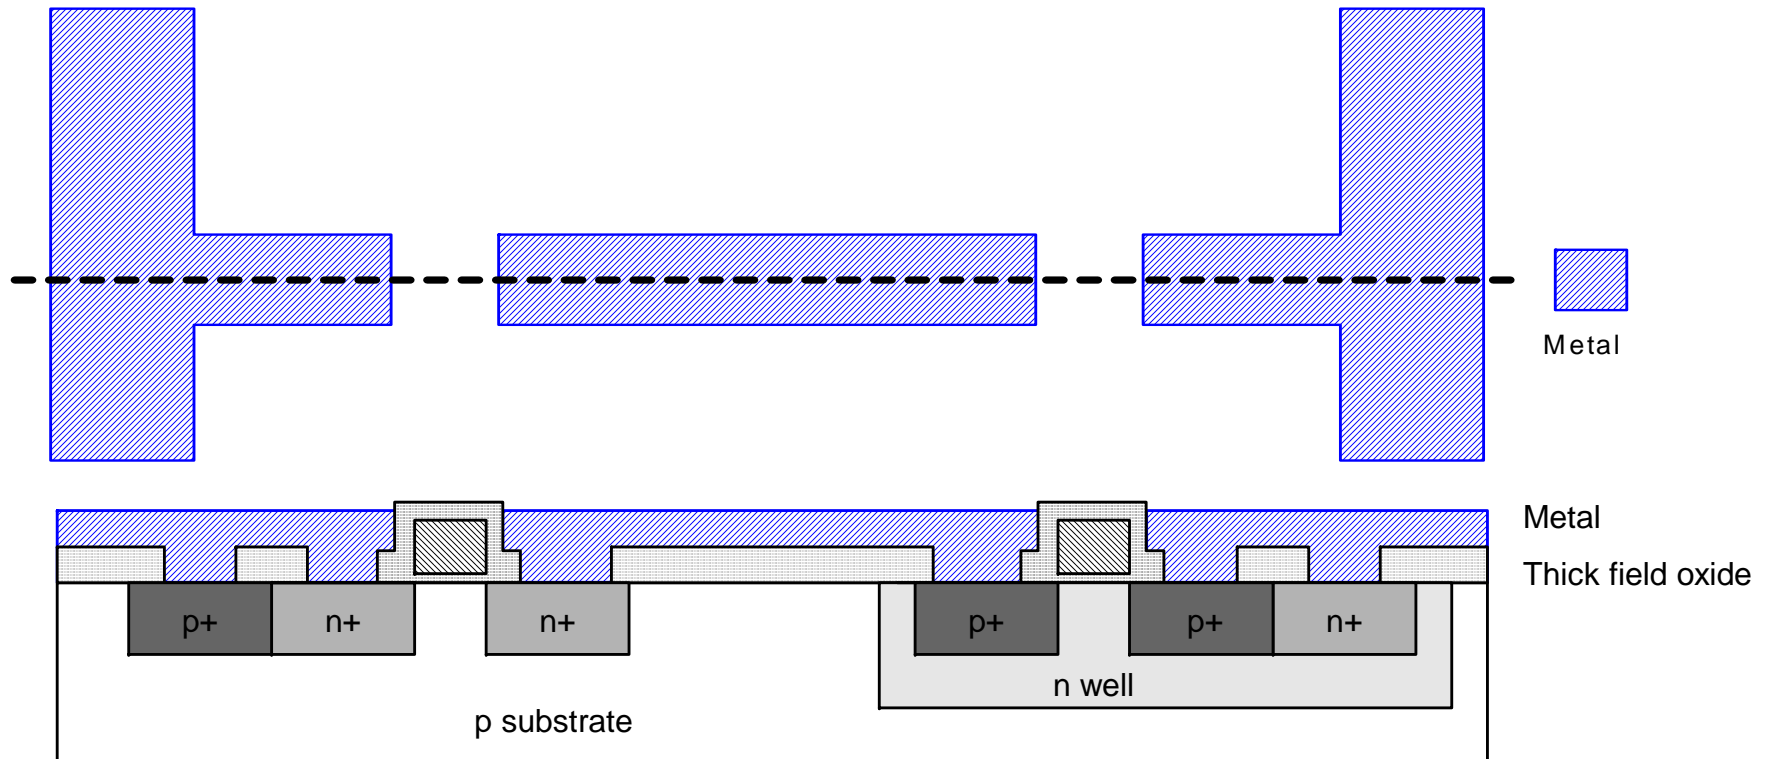 Metal
Metal
Thick field oxide
p+
n+
n+
p+
p+
n+
n well
p substrate